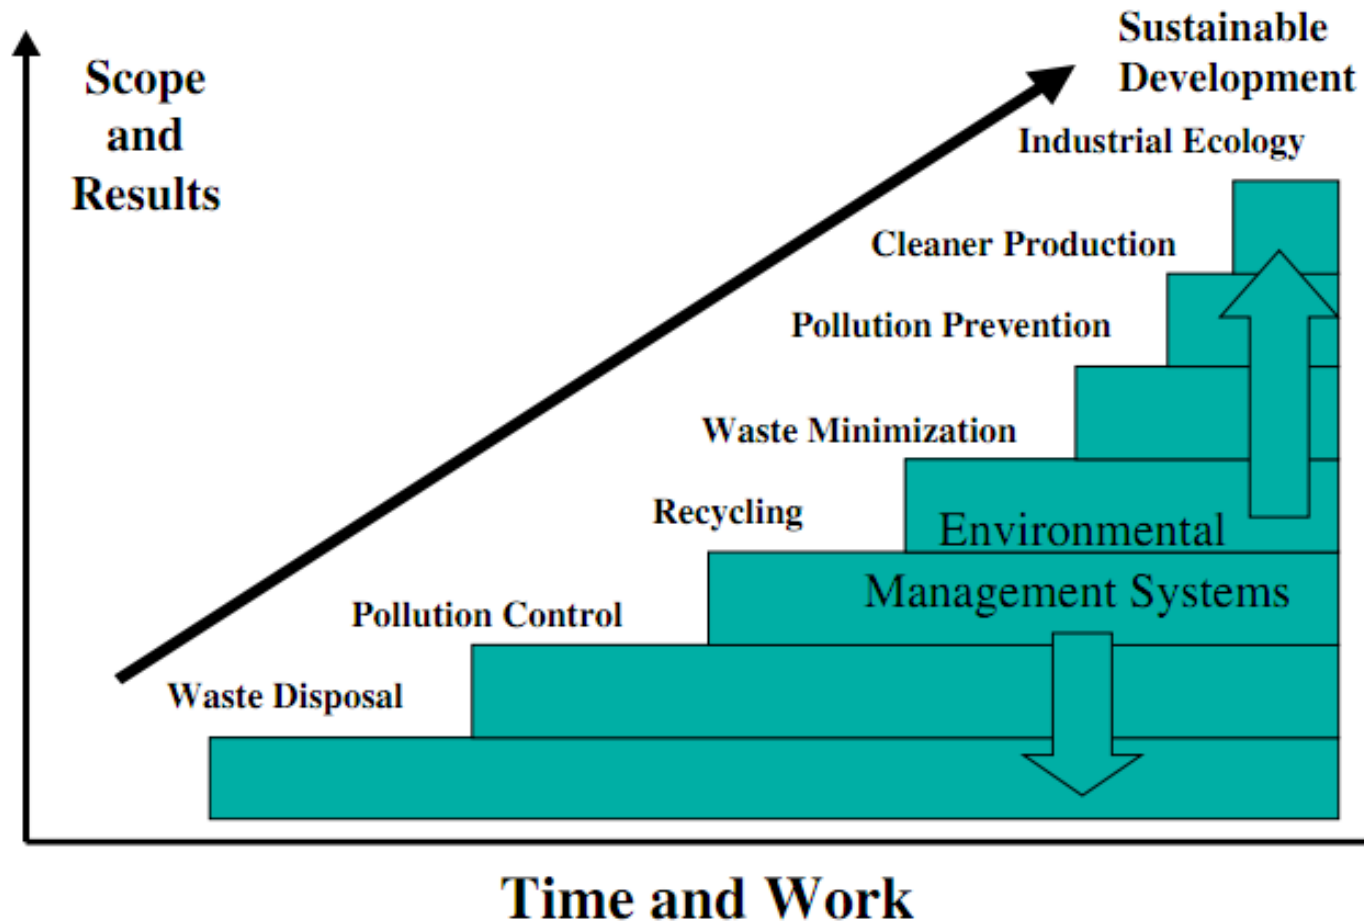 Scope
and
Results
Sustainable
Development
Industrial Ecology
Cleaner Production
Pollution Prevention
Waste Minimization
Recycling
Environmental
Management Systems
Pollution Control
Waste Disposal
Time and Work